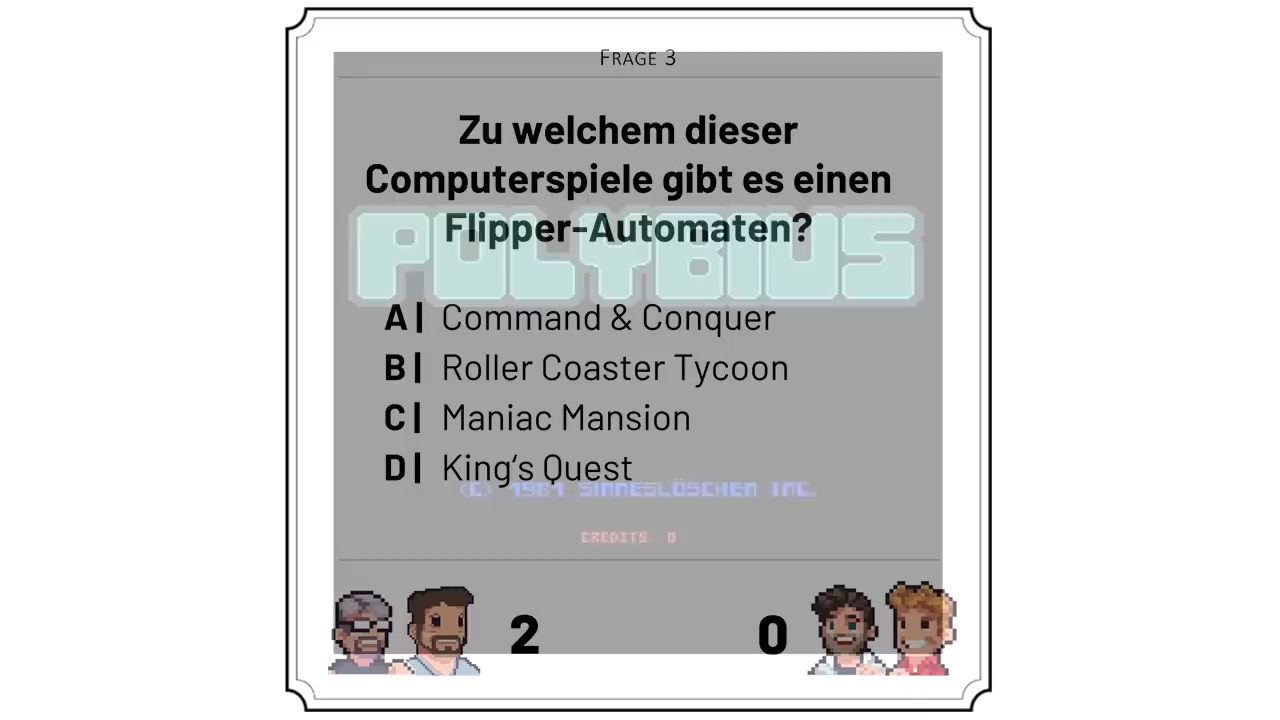 Frage 3
Zu welchem dieser
Computerspiele gibt es einen
Flipper-Automaten?
POLYBIUS
A | Command & Conquer
B | Roller Coaster Tycoon
C | Maniac Mansion
D | King‘s Quest
(C) 1981 SINNESLÖSCHEN INC.
CREDITS 0
2 0